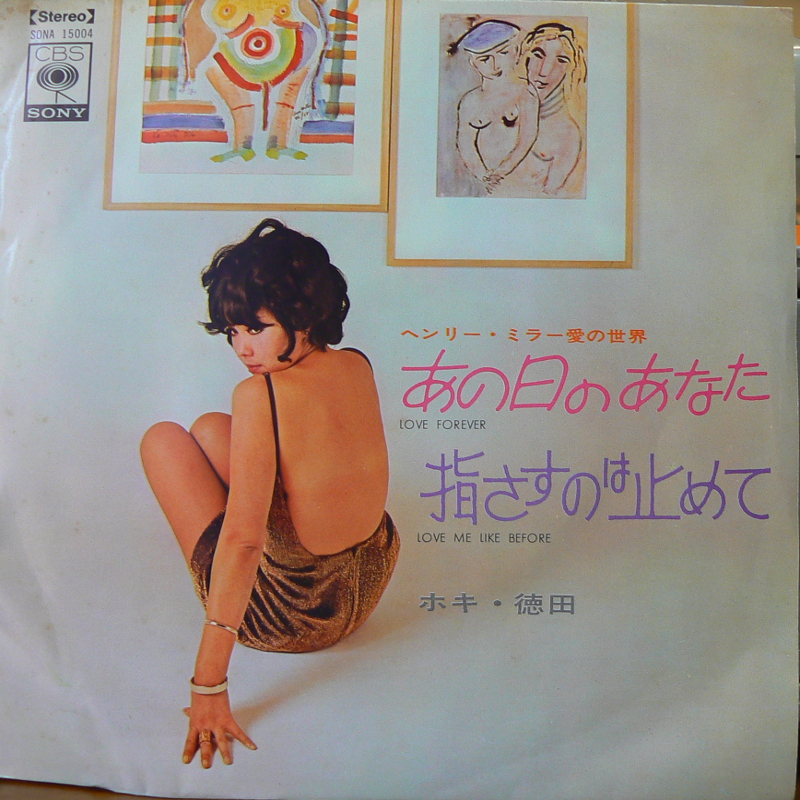 【Stereo】
SONA 15004
CBS
SONY
ヘンリー・ミラー愛の世界
あの日のあなた
LOVE FOREVER
指さすのは止めて
LOVE ME LIKE BEFORE
ホキ・徳田